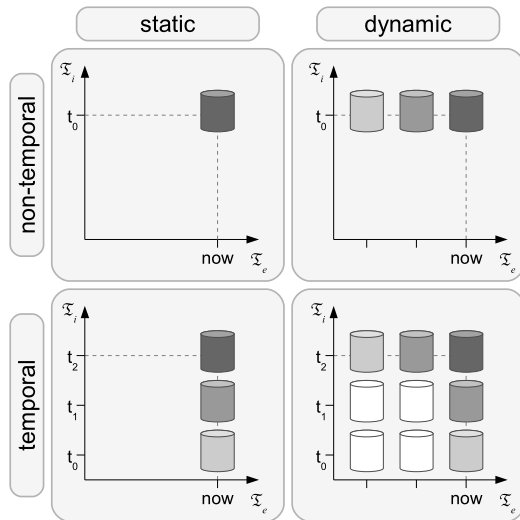 static
dynamic
non-temporal
𝔗i
t0
now
𝔗e
𝔗i
t0
now
𝔗e
temporal
𝔗i
t2
t1
t0
now
𝔗e
𝔗i
t2
t1
t0
now
𝔗e